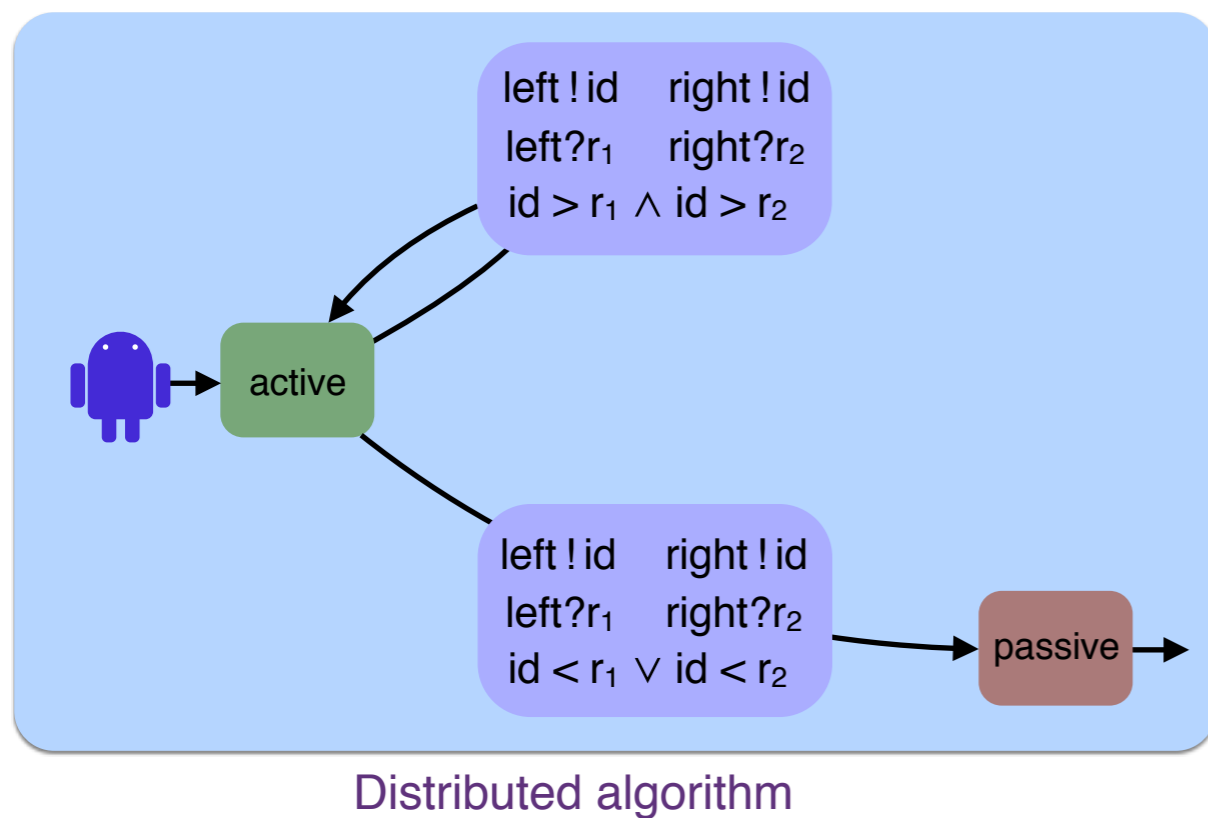 left ! id right ! id
left?r₁ right?r₂
id > r₁ ∧ id > r₂
active
left ! id right ! id
left?r₁ right?r₂
id < r₁ ∨ id < r₂
passive
Distributed algorithm